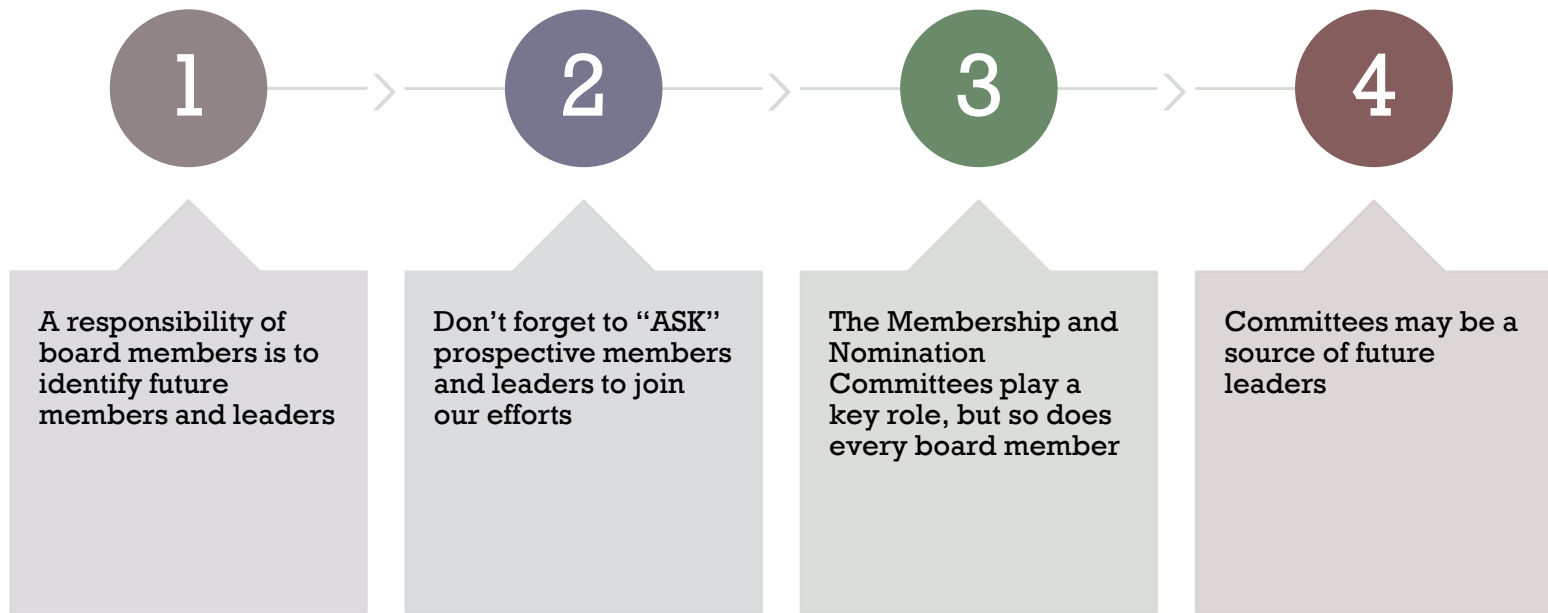 1
2
3
4
A responsibility of
board members is to
identify future
members and leaders
Don’t forget to “ASK”
prospective members
and leaders to join
our efforts
The Membership and
Nomination
Committees play a
key role, but so does
every board member
Committees may be a
source of future
leaders